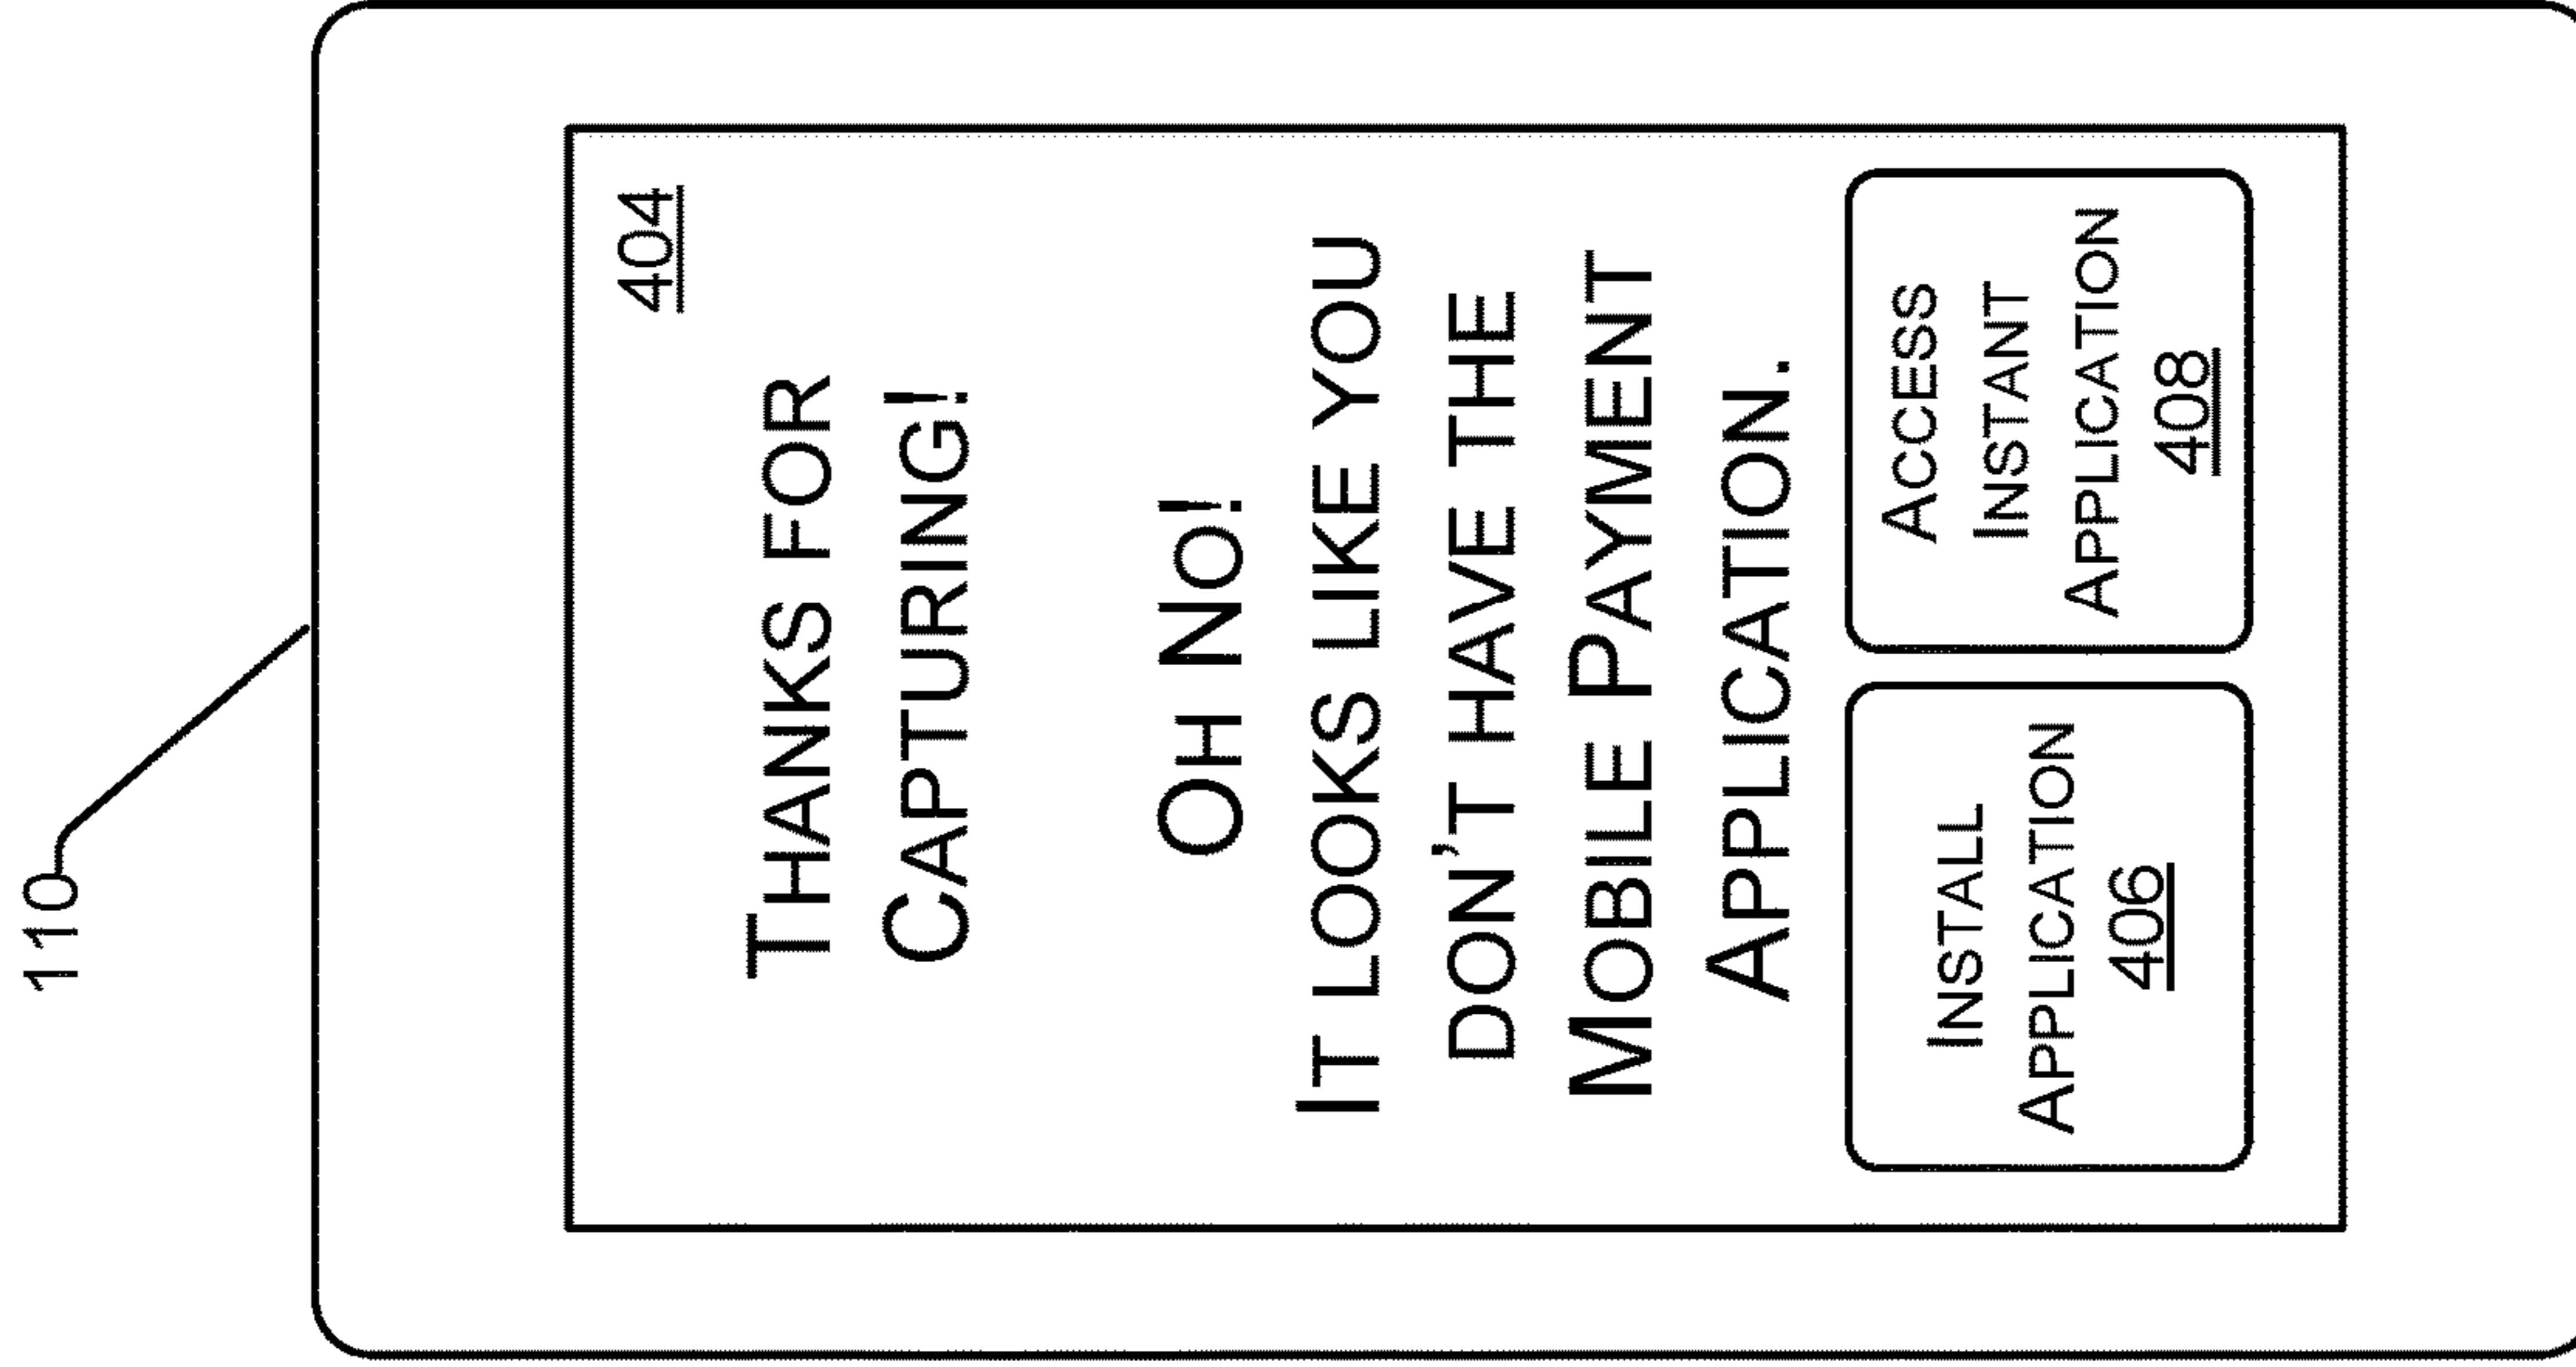 110
404
THANKS FOR
CAPTURING!
OH NO!
IT LOOKS LIKE YOU
DON'T HAVE THE
MOBILE PAYMENT
APPLICATION.
INSTALL
APPLICATION
406
ACCESS
INSTANT
APPLICATION
408